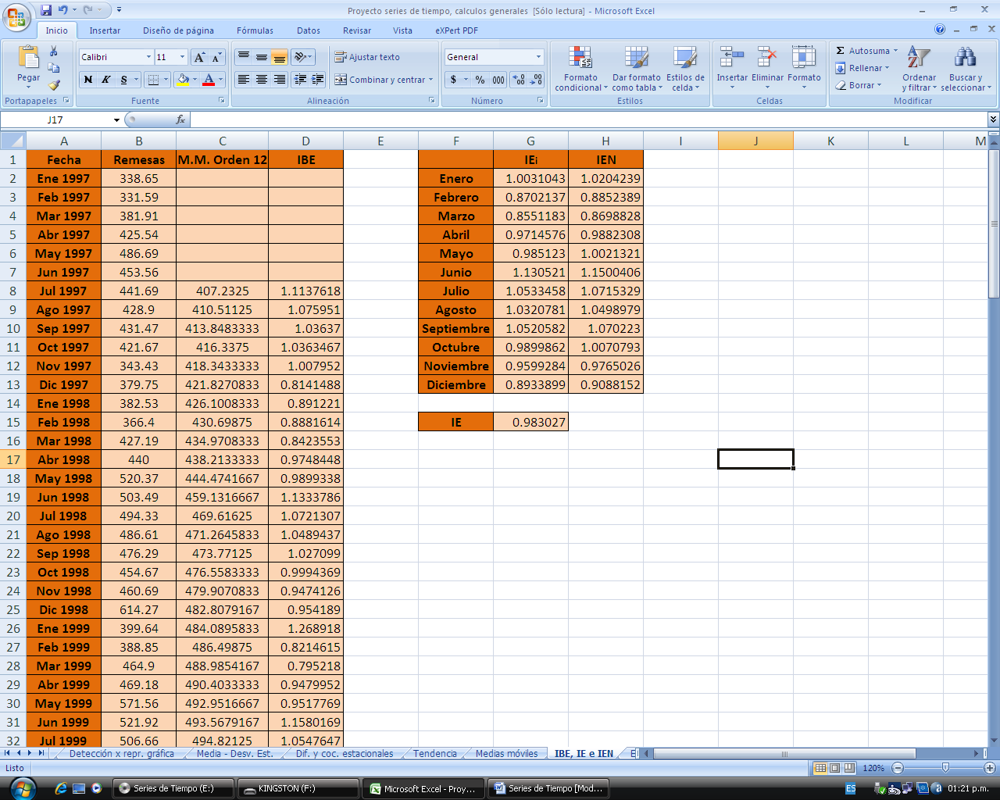 Proyecto series de tiempo, calculos generales [Sólo lectura] - Microsoft Excel
Inicio Insertar Diseño de página Fórmulas Datos Revisar Vista eXPert PDF
Pegar
Portapapeles
Calibri 11
N K S
Fuente
Ajustar texto
Combinar y centrar
Alineación
General
$ % 000
Número
Formato condicional
Dar formato como tabla
Estilos de celda
Estilos
Insertar Eliminar Formato
Celdas
Autosuma
Rellenar
Borrar
Ordenar y filtrar
Buscar y seleccionar
Modificar
J17 fx
A B C D E F G H I J K L M
1 Fecha Remesas M.M. Orden 12 IBE IEi IEN
2 Ene 1997 338.65 Enero 1.0031043 1.0204239
3 Feb 1997 331.59 Febrero 0.8702137 0.8852389
4 Mar 1997 381.91 Marzo 0.8551183 0.8698828
5 Abr 1997 425.54 Abril 0.9714576 0.9882308
6 May 1997 486.69 Mayo 0.985123 1.0021321
7 Jun 1997 453.56 Junio 1.130521 1.1500406
8 Jul 1997 441.69 407.2325 1.1137618 Julio 1.0533458 1.0715329
9 Ago 1997 428.9 410.51125 1.075951 Agosto 1.0320781 1.0498979
10 Sep 1997 431.47 413.8483333 1.03637 Septiembre 1.0520582 1.070223
11 Oct 1997 421.67 416.3375 1.0363467 Octubre 0.9899862 1.0070793
12 Nov 1997 343.43 418.3433333 1.007952 Noviembre 0.9599284 0.9765026
13 Dic 1997 379.75 421.8270833 0.8141488 Diciembre 0.8933899 0.9088152
14 Ene 1998 382.53 426.1008333 0.891221
15 Feb 1998 366.4 430.69875 0.8881614 IE 0.983027
16 Mar 1998 427.19 434.9708333 0.8423553
17 Abr 1998 440 438.2133333 0.9748448
18 May 1998 520.37 444.4741667 0.9899338
19 Jun 1998 503.49 459.1316667 1.1333786
20 Jul 1998 494.33 469.61625 1.0721307
21 Ago 1998 486.61 471.2645833 1.0489437
22 Sep 1998 476.29 473.77125 1.027099
23 Oct 1998 454.67 476.5583333 0.9994369
24 Nov 1998 460.69 479.9070833 0.9474126
25 Dic 1998 614.27 482.8079167 0.954189
26 Ene 1999 399.64 484.0895833 1.268918
27 Feb 1999 388.85 486.49875 0.8214615
28 Mar 1999 464.9 488.9854167 0.795218
29 Abr 1999 469.18 490.4033333 0.9479952
30 May 1999 571.56 492.9516667 0.9517769
31 Jun 1999 521.92 493.5679167 1.1580169
32 Jul 1999 506.66 494.82125 1.0547647
Detección x repr. gráfica Media - Desv. Est. Dif. y coc. estacionales Tendencia Medias móviles IBE, IE e IEN E
Listo 120%
Series de Tiempo (E:) KINGSTON (F:) Microsoft Excel - Proy... Series de Tiempo [Mod... ES 01:21 p.m.